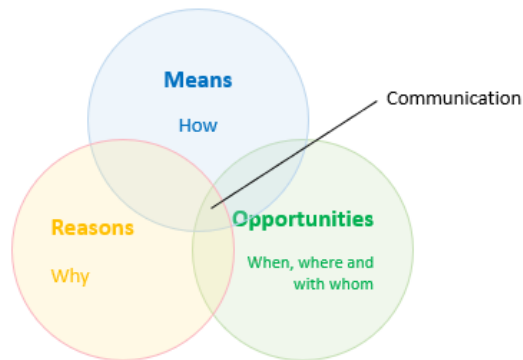 Means
How
Communication
Reasons
Why
Opportunities
When, where and
with whom